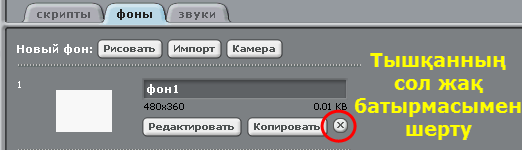 скрипты фоны звуки
Новый фон: Рисовать Импорт Камера
1
фон1
480x360 0.01 KB
Редактировать Копировать
Тышқанның
сол жақ
батырмасымен
шерту